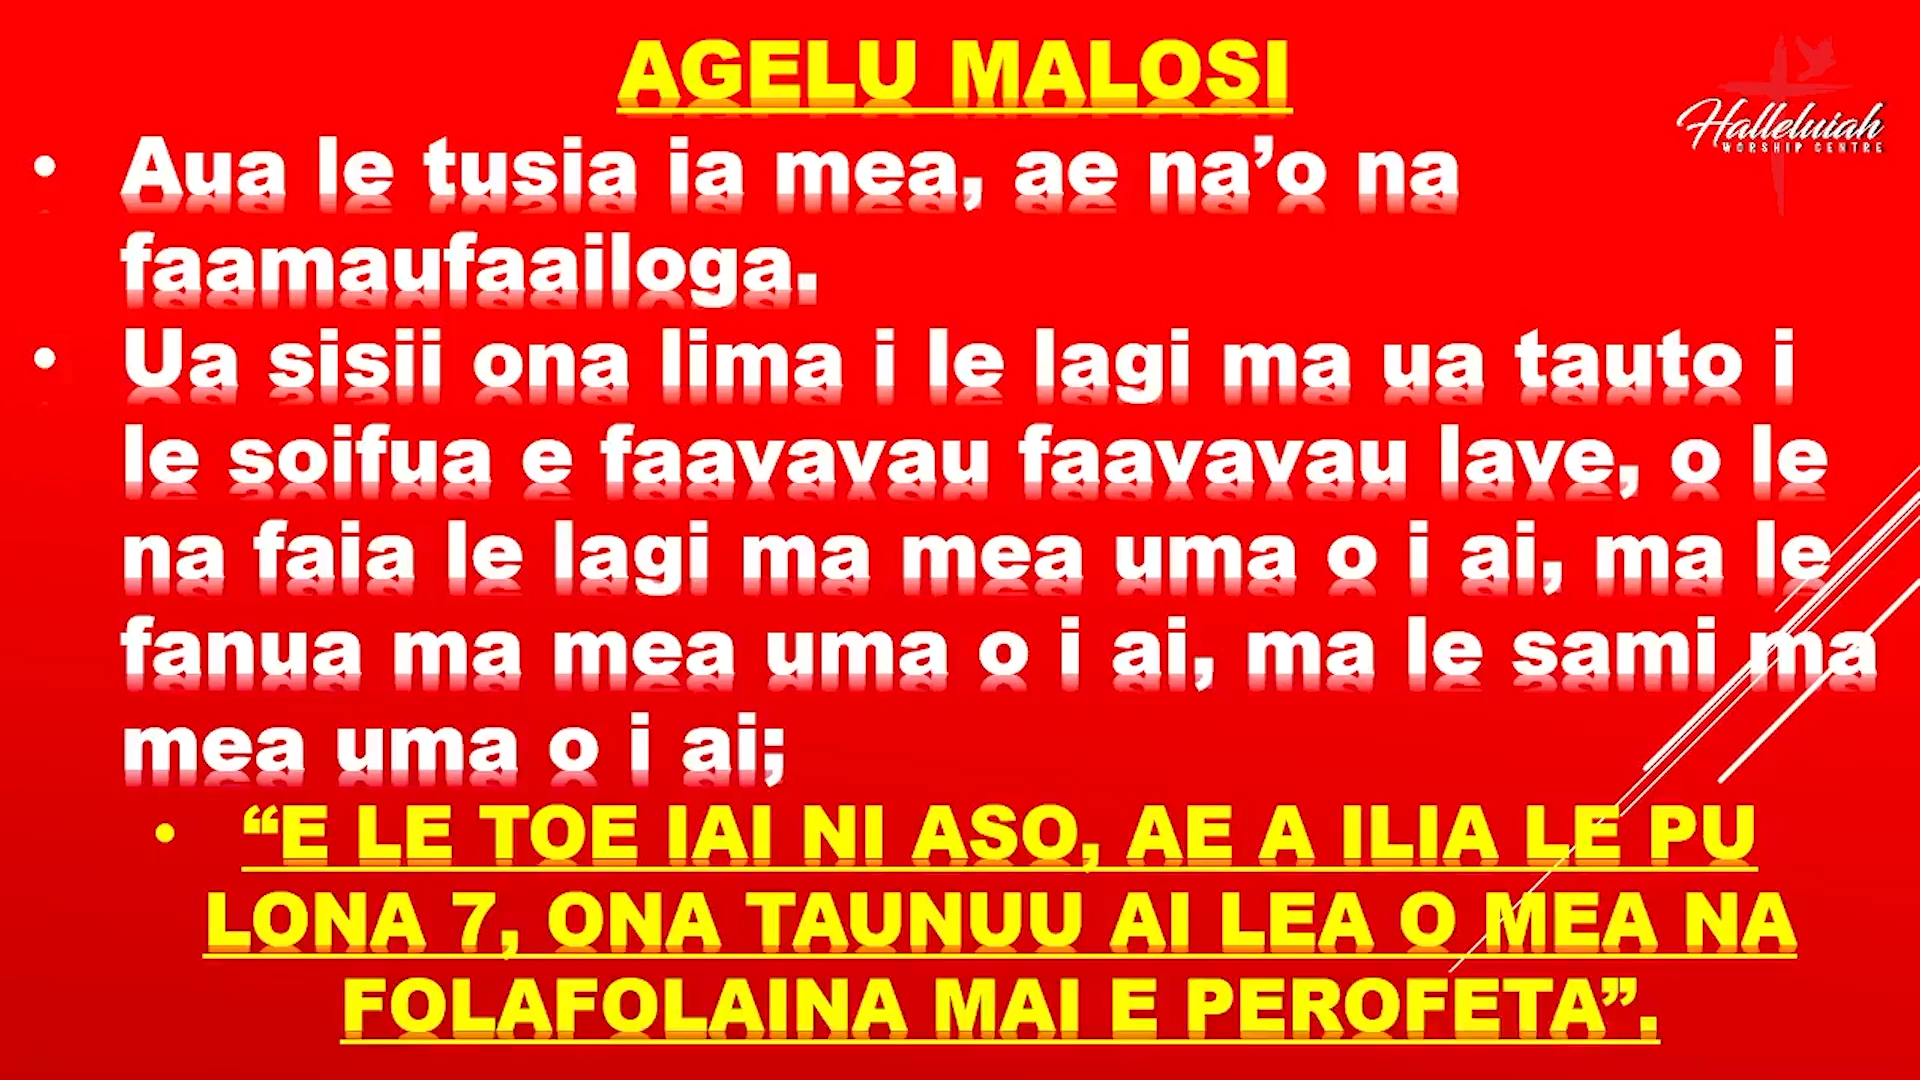 AGELU MALOSI
Halleluiah
WORSHIP CENTRE
• Aua le tusia ia mea, ae na’o na
faamaufaailoga.
• Ua sisii ona lima i le lagi ma ua tauto i
le soifua e faavavau faavavau lave, o le
na faia le lagi ma mea uma o i ai, ma le
fanua ma mea uma o i ai, ma le sami ma
mea uma o i ai;
• “E LE TOE IAI NI ASO, AE A ILIA LE PU
LONA 7, ONA TAUNUU AI LEA O MEA NA
FOLAFOLAINA MAI E PEROFETA”.